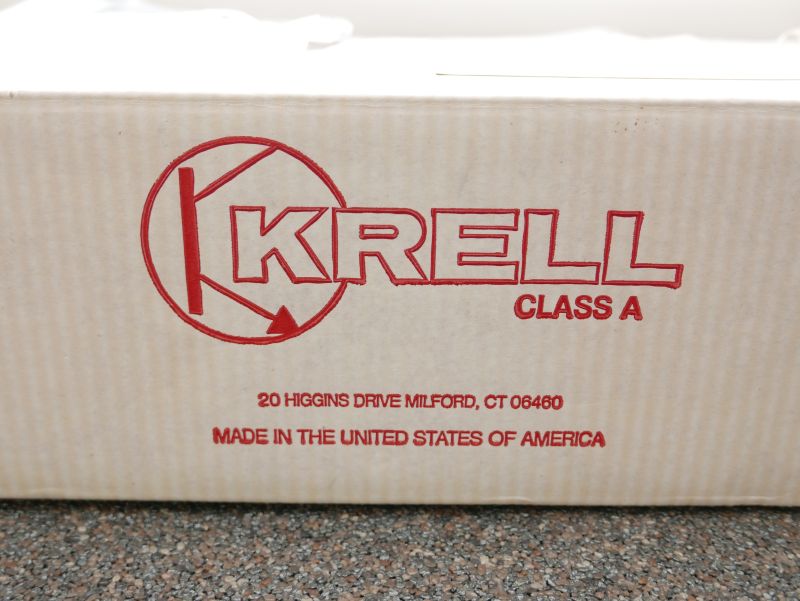 KRELL
CLASS A
20 HIGGINS DRIVE MILFORD, CT 06460
MADE IN THE UNITED STATES OF AMERICA